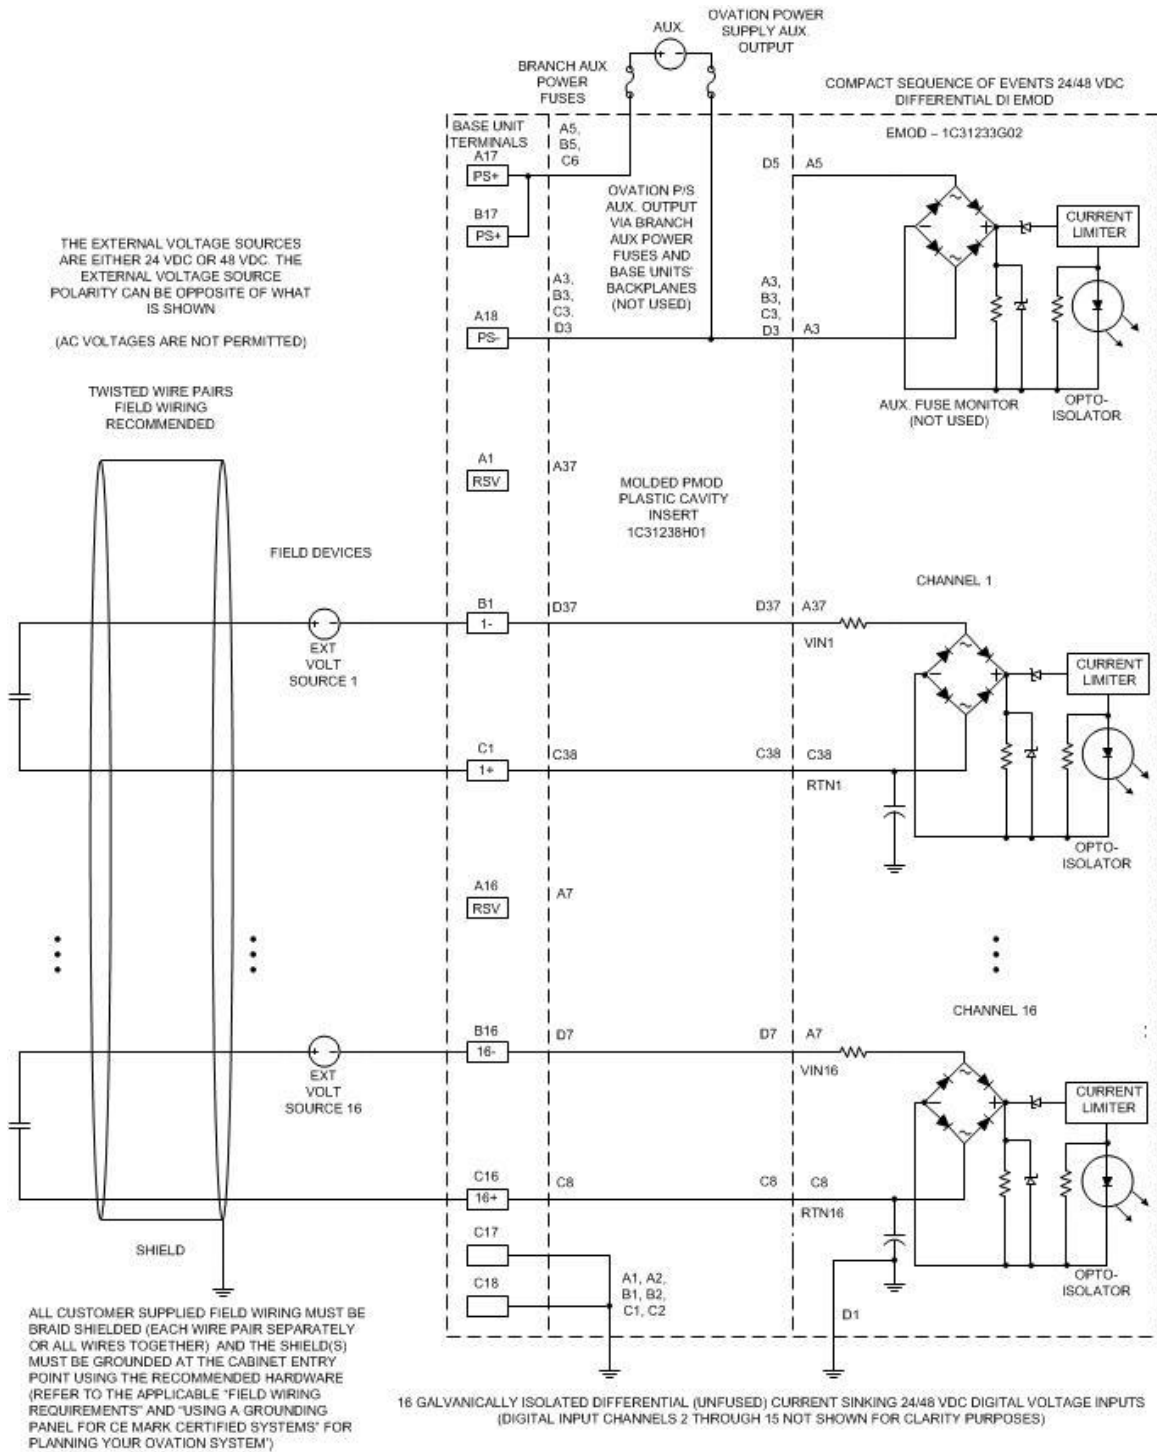 AUX.
OVATION POWER
SUPPLY AUX.
OUTPUT
BRANCH AUX
POWER
FUSES
COMPACT SEQUENCE OF EVENTS 24/48 VDC
DIFFERENTIAL DI EMOD
BASE UNIT
TERMINALS
A5,
B5,
C6
EMOD – 1C31233G02
A17
PS+
D5
A5
B17
PS+
OVATION P/S
AUX. OUTPUT
VIA BRANCH
AUX POWER
FUSES AND
BASE UNITS'
BACKPLANES
(NOT USED)
CURRENT
LIMITER
THE EXTERNAL VOLTAGE SOURCES
ARE EITHER 24 VDC OR 48 VDC. THE
EXTERNAL VOLTAGE SOURCE
POLARITY CAN BE OPPOSITE OF WHAT
IS SHOWN
(AC VOLTAGES ARE NOT PERMITTED)
A3,
B3,
C3,
D3
A3,
B3,
C3,
D3
A18
PS-
A3
AUX. FUSE MONITOR
(NOT USED)
OPTO-
ISOLATOR
TWISTED WIRE PAIRS
FIELD WIRING
RECOMMENDED
A1
RSV
A37
MOLDED PMOD
PLASTIC CAVITY
INSERT
1C31238H01
FIELD DEVICES
CHANNEL 1
+ -
EXT
VOLT
SOURCE 1
B1
1-
D37
D37
A37
VIN1
~
- +
~
CURRENT
LIMITER
C1
1+
C38
C38
C38
RTN1
OPTO-
ISOLATOR
A16
RSV
A7
CHANNEL 16
+ -
EXT
VOLT
SOURCE 16
B16
16-
D7
D7
A7
VIN16
~
- +
~
CURRENT
LIMITER
C16
16+
C8
C8
C8
RTN16
SHIELD
C17
C18
A1, A2,
B1, B2,
C1, C2
D1
OPTO-
ISOLATOR
ALL CUSTOMER SUPPLIED FIELD WIRING MUST BE
BRAID SHIELDED (EACH WIRE PAIR SEPARATELY
OR ALL WIRES TOGETHER) AND THE SHIELD(S)
MUST BE GROUNDED AT THE CABINET ENTRY
POINT USING THE RECOMMENDED HARDWARE
(REFER TO THE APPLICABLE "FIELD WIRING
REQUIREMENTS" AND "USING A GROUNDING
PANEL FOR CE MARK CERTIFIED SYSTEMS" FOR
PLANNING YOUR OVATION SYSTEM')
16 GALVANICALLY ISOLATED DIFFERENTIAL (UNFUSED) CURRENT SINKING 24/48 VDC DIGITAL VOLTAGE INPUTS
(DIGITAL INPUT CHANNELS 2 THROUGH 15 NOT SHOWN FOR CLARITY PURPOSES)